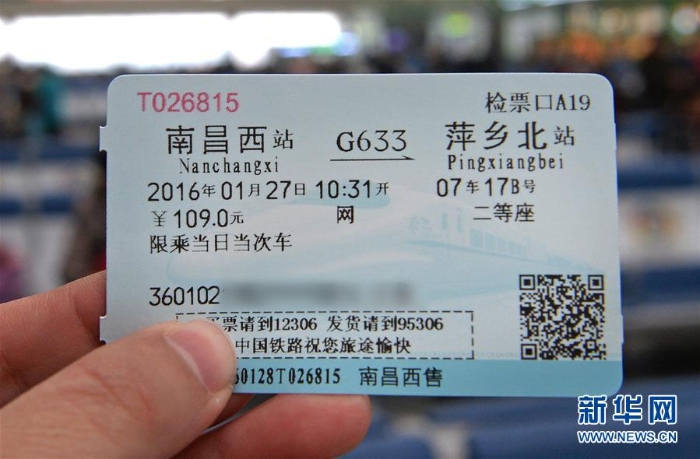 T026815 检票口A19
南昌西站 G633 萍乡北站
Nanchangxi Pingxiangbei
2016年01月27日 10:31开 07车17B号
￥109.0元 网 二等座
限乘当日当次车
360102
票请到12306 发货请到95306
中国铁路祝您旅途愉快
60128T026815 南昌西售
新华网
WWW.NEWS.CN